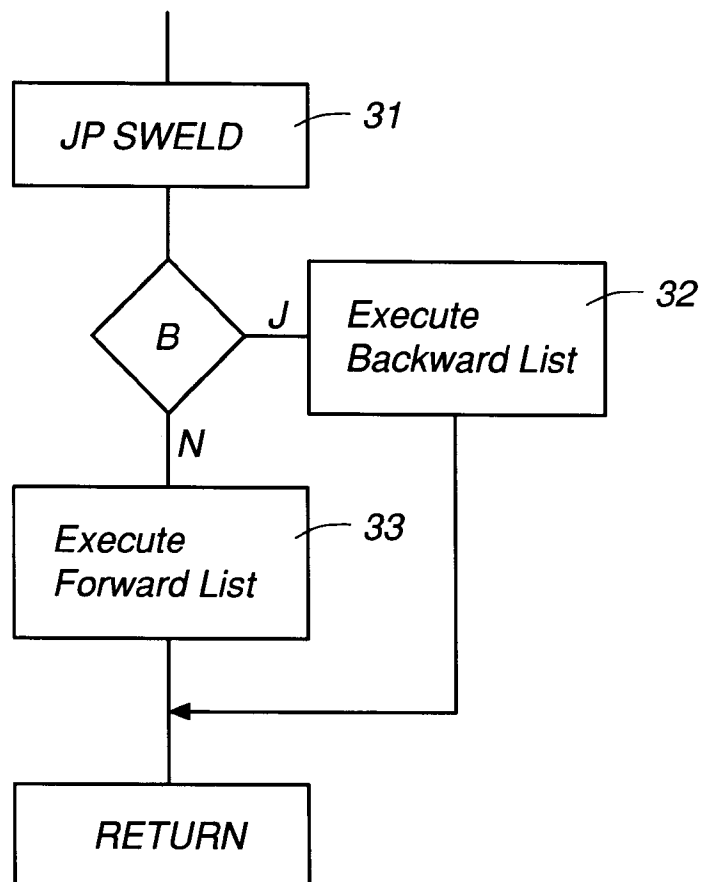 JP SWELD
31
B
J
Execute
Backward List
32
N
Execute
Forward List
33
RETURN